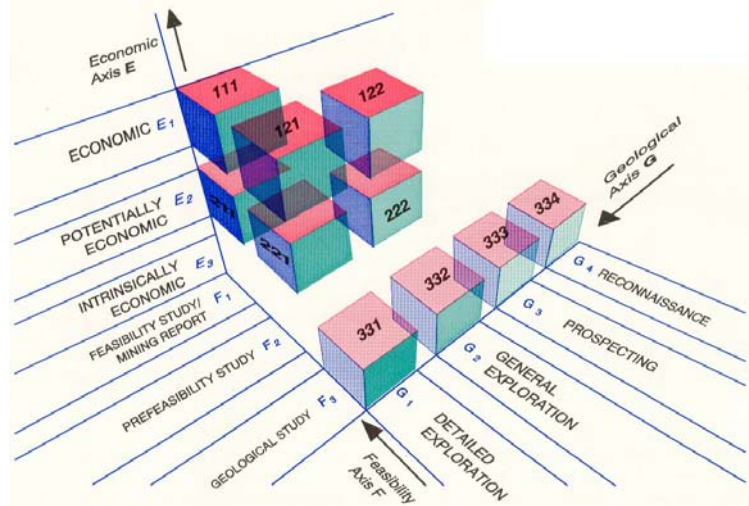 Economic
Axis E
111
122
121
ECONOMIC E1
Geological
Axis G
E2
211
222
334
POTENTIALLY
ECONOMIC
221
333
332
E3
INTRINSICALLY
ECONOMIC
G4 RECONNAISSANCE
F1
FEASIBILITY STUDY/
MINING REPORT
331
G3
PROSPECTING
F2
PREFEASIBILITY STUDY
G2
GENERAL
EXPLORATION
F3
GEOLOGICAL STUDY
G1
DETAILED
EXPLORATION
Feasibility
Axis F